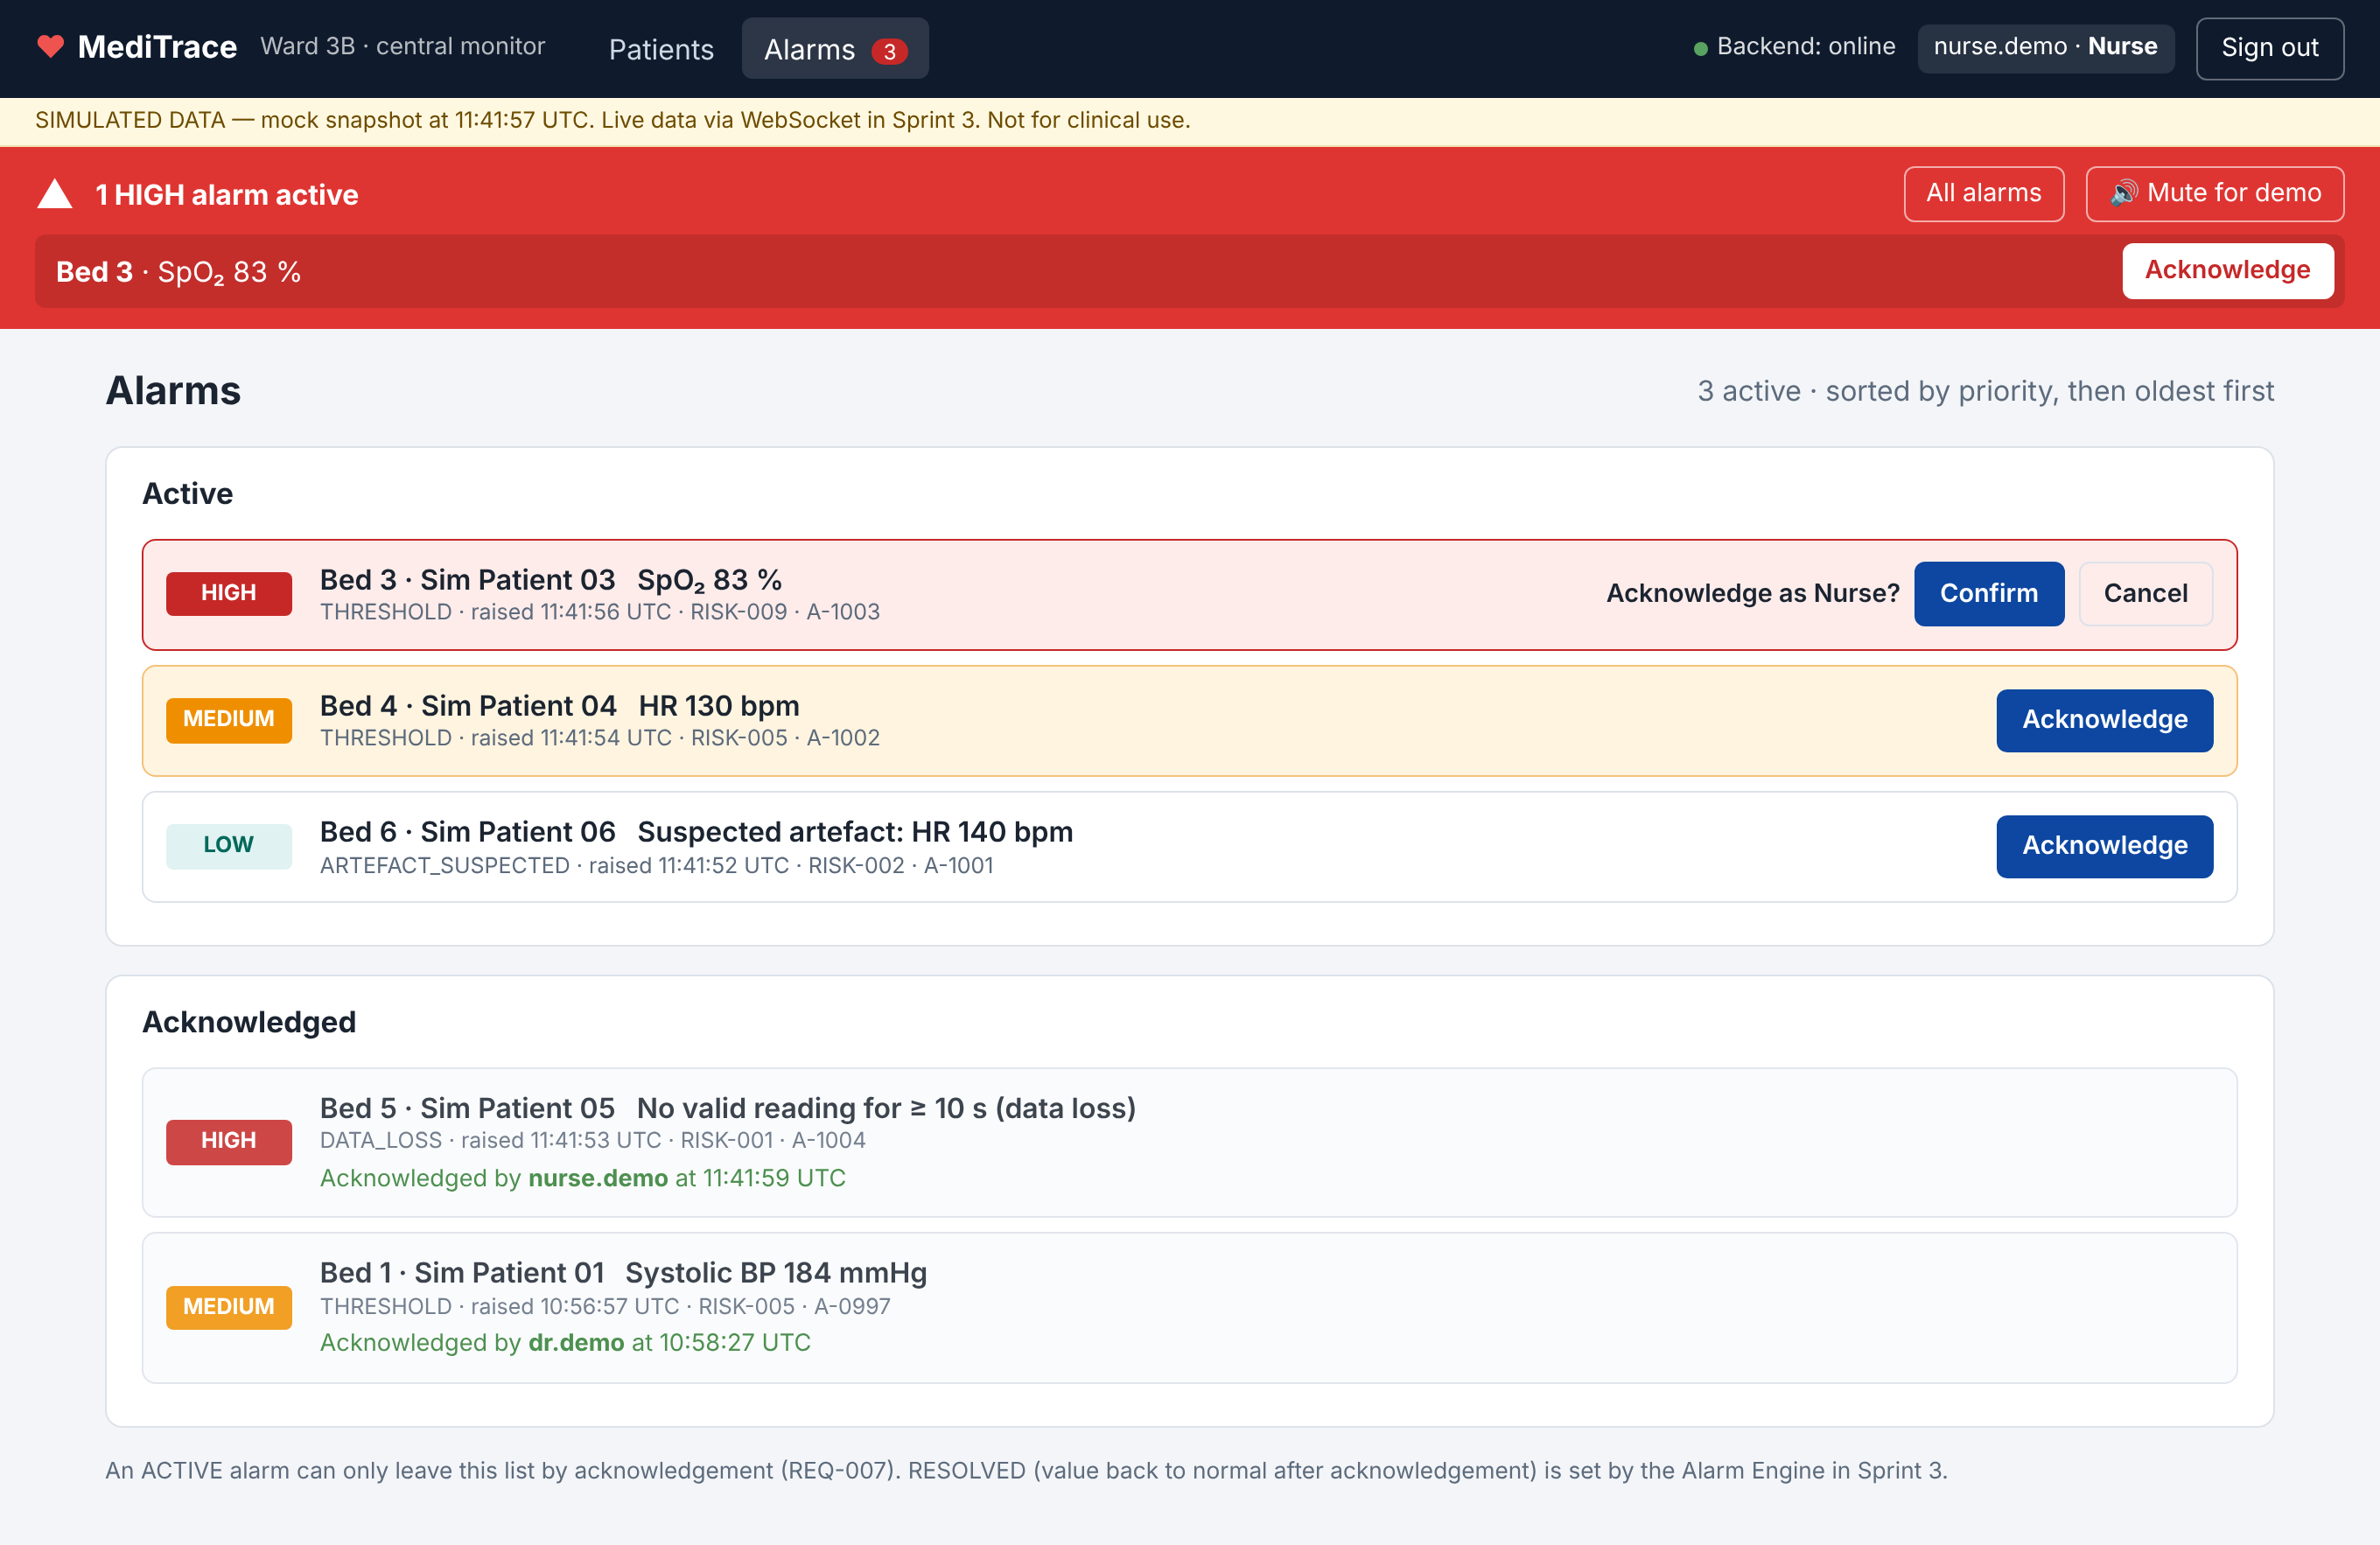 MediTrace Ward 3B · central monitor Patients Alarms 3 Backend: online nurse.demo · Nurse Sign out
SIMULATED DATA — mock snapshot at 11:41:57 UTC. Live data via WebSocket in Sprint 3. Not for clinical use.
1 HIGH alarm active All alarms 🔊 Mute for demo
Bed 3 · SpO₂ 83 % Acknowledge
Alarms 3 active · sorted by priority, then oldest first
Active
HIGH Bed 3 · Sim Patient 03 SpO₂ 83 % Acknowledge as Nurse? Confirm Cancel
THRESHOLD · raised 11:41:56 UTC · RISK-009 · A-1003
MEDIUM Bed 4 · Sim Patient 04 HR 130 bpm Acknowledge
THRESHOLD · raised 11:41:54 UTC · RISK-005 · A-1002
LOW Bed 6 · Sim Patient 06 Suspected artefact: HR 140 bpm Acknowledge
ARTEFACT_SUSPECTED · raised 11:41:52 UTC · RISK-002 · A-1001
Acknowledged
HIGH Bed 5 · Sim Patient 05 No valid reading for ≥ 10 s (data loss)
DATA_LOSS · raised 11:41:53 UTC · RISK-001 · A-1004
Acknowledged by nurse.demo at 11:41:59 UTC
MEDIUM Bed 1 · Sim Patient 01 Systolic BP 184 mmHg
THRESHOLD · raised 10:56:57 UTC · RISK-005 · A-0997
Acknowledged by dr.demo at 10:58:27 UTC
An ACTIVE alarm can only leave this list by acknowledgement (REQ-007). RESOLVED (value back to normal after acknowledgement) is set by the Alarm Engine in Sprint 3.